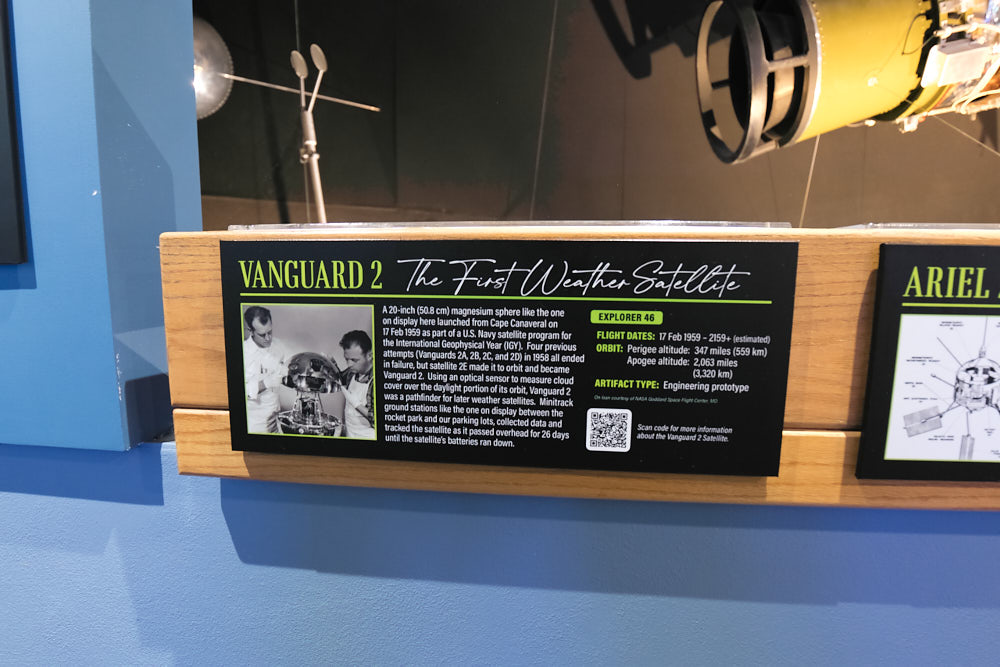 VANGUARD 2 The First Weather Satellite
A 20-inch (50.8 cm) magnesium sphere like the one
on display here launched from Cape Canaveral on
17 Feb 1959 as part of a U.S. Navy satellite program for
the International Geophysical Year (IGY). Four previous
attempts (Vanguards 2A, 2B, 2C, and 2D) in 1958 all ended
in failure, but satellite 2E made it to orbit and became
Vanguard 2. Using an optical sensor to measure cloud
cover over the daylight portion of its orbit, Vanguard 2
was a pathfinder for later weather satellites. Minitrack
ground stations like the one on display between the
rocket park and our parking lots, collected data and
tracked the satellite as it passed overhead for 26 days
until the satellite's batteries ran down.
EXPLORER 46
FLIGHT DATES: 17 Feb 1959 - 2159+ (estimated)
ORBIT: Perigee altitude: 347 miles (559 km)
Apogee altitude: 2,063 miles
(3,320 km)
ARTIFACT TYPE: Engineering prototype
On loan courtesy of NASA Goddard Space Flight Center, MD
Scan code for more information
about the Vanguard 2 Satellite.
ARIEL